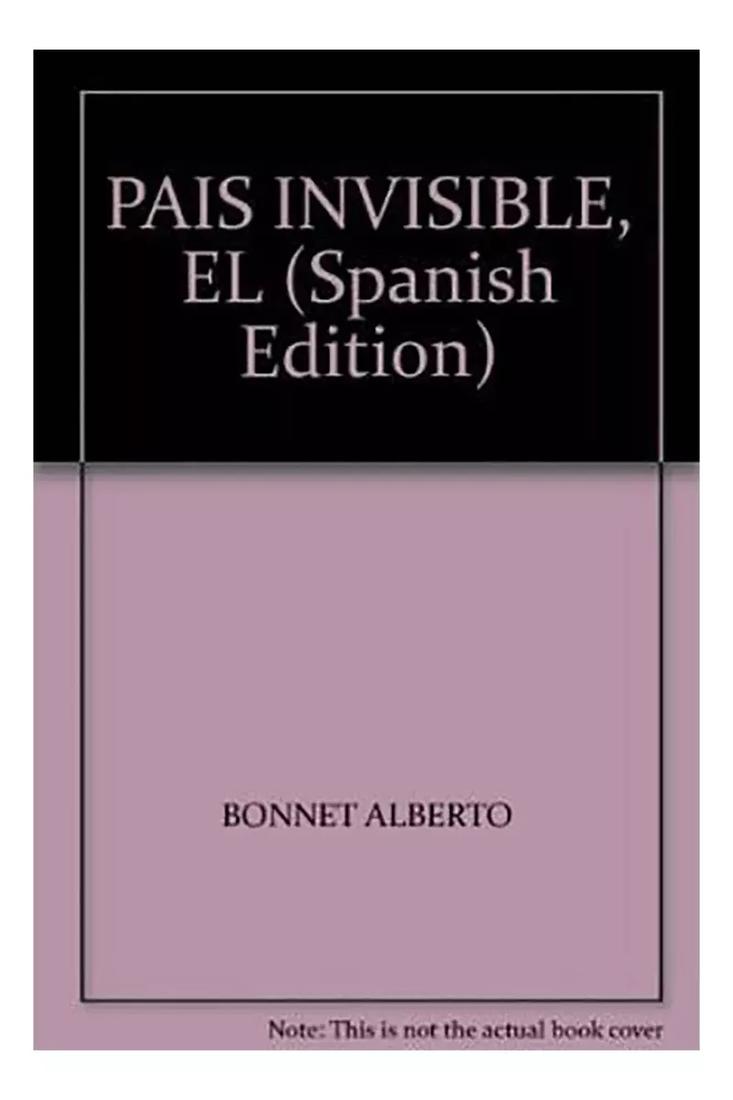 PAIS INVISIBLE,
EL (Spanish
Edition)
BONNET ALBERTO
Note: This is not the actual book cover